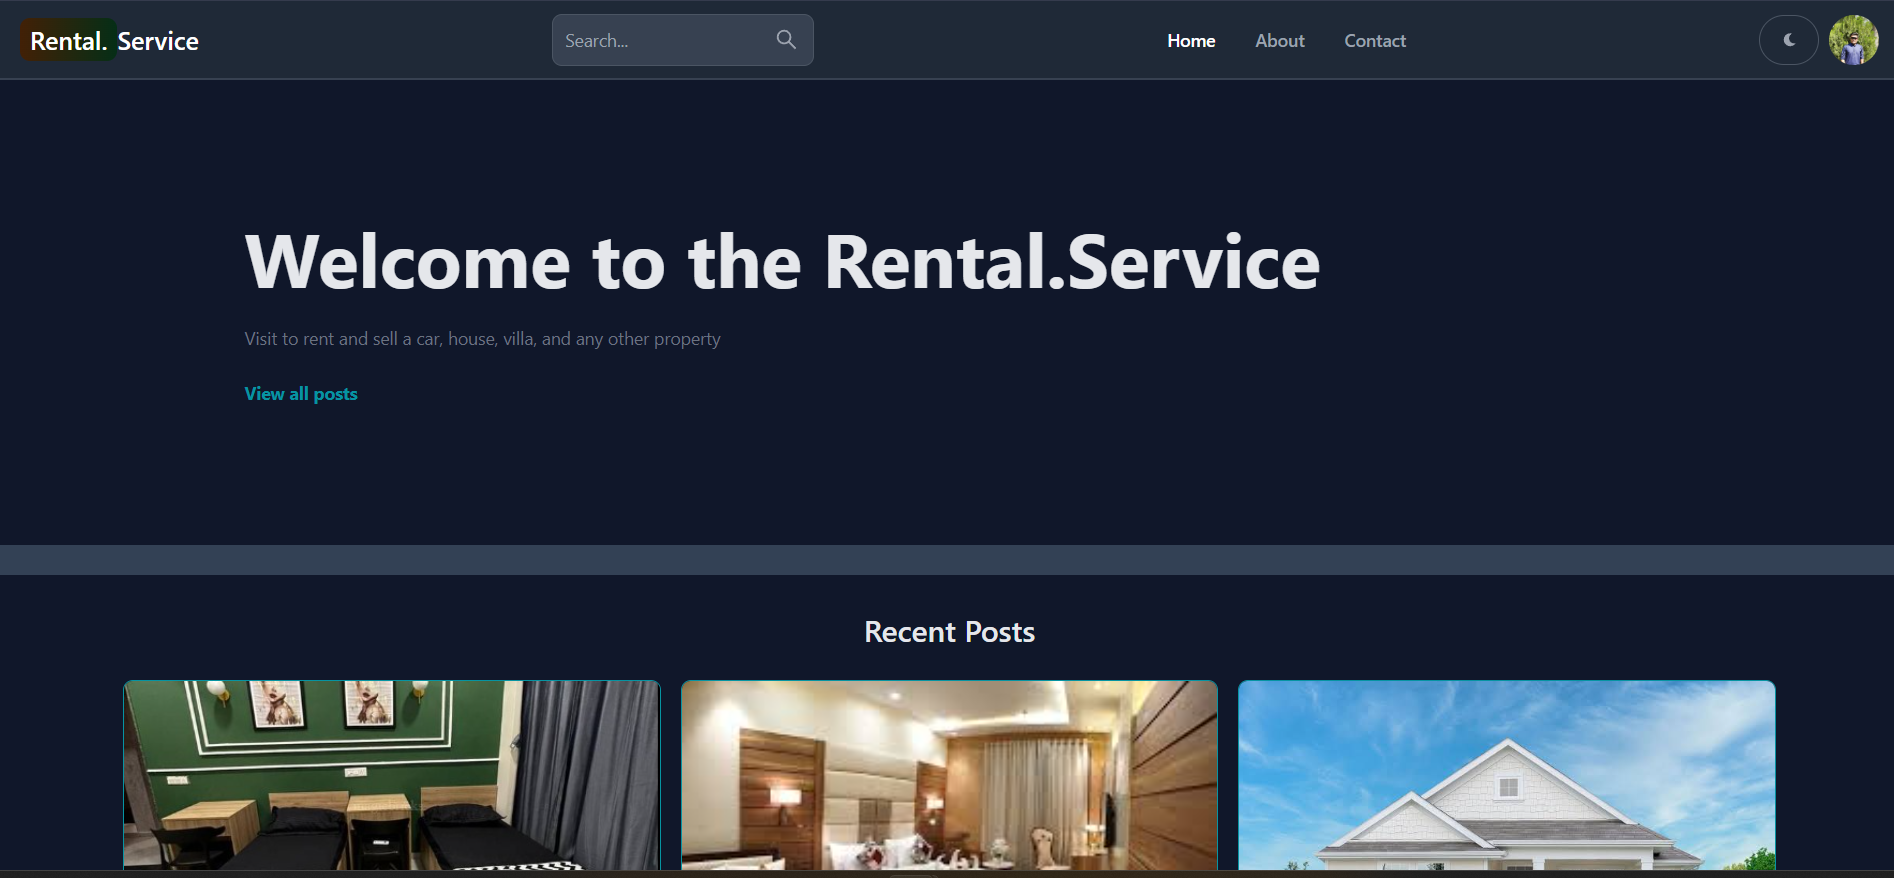 Rental. Service
Search...
Home
About
Contact
Welcome to the Rental.Service
Visit to rent and sell a car, house, villa, and any other property
View all posts
Recent Posts